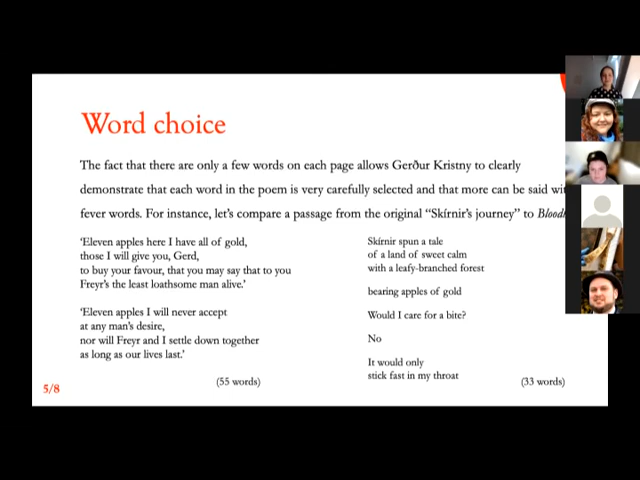 Word choice
The fact that there are only a few words on each page allows Gerður Kristny to clearly
demonstrate that each word in the poem is very carefully selected and that more can be said
fever words. For instance, let's compare a passage from the original “Skírnir's journey” to
‘Eleven apples here I have all of gold,
those I will give you, Gerd,
to buy your favour, that you may say that to you
Freyr's the least loathsome man alive.’
‘Eleven apples I will never accept
at any man's desire,
nor will Freyr and I settle down together
as long as our lives last.’
(55 words)
Skírnir spun a tale
of a land of sweet calm
with a leafy-branched forest
bearing apples of gold
Would I care for a bite?
No
It would only
stick fast in my throat
(33 words)
5/8